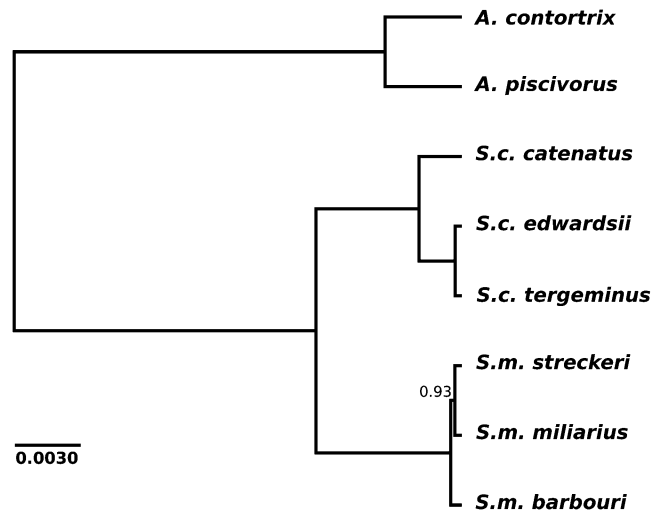 A. contortrix
A. piscivorus
S.c. catenatus
S.c. edwardsii
S.c. tergeminus
S.m. streckeri
0.93
S.m. miliarius
0.0030
S.m. barbouri